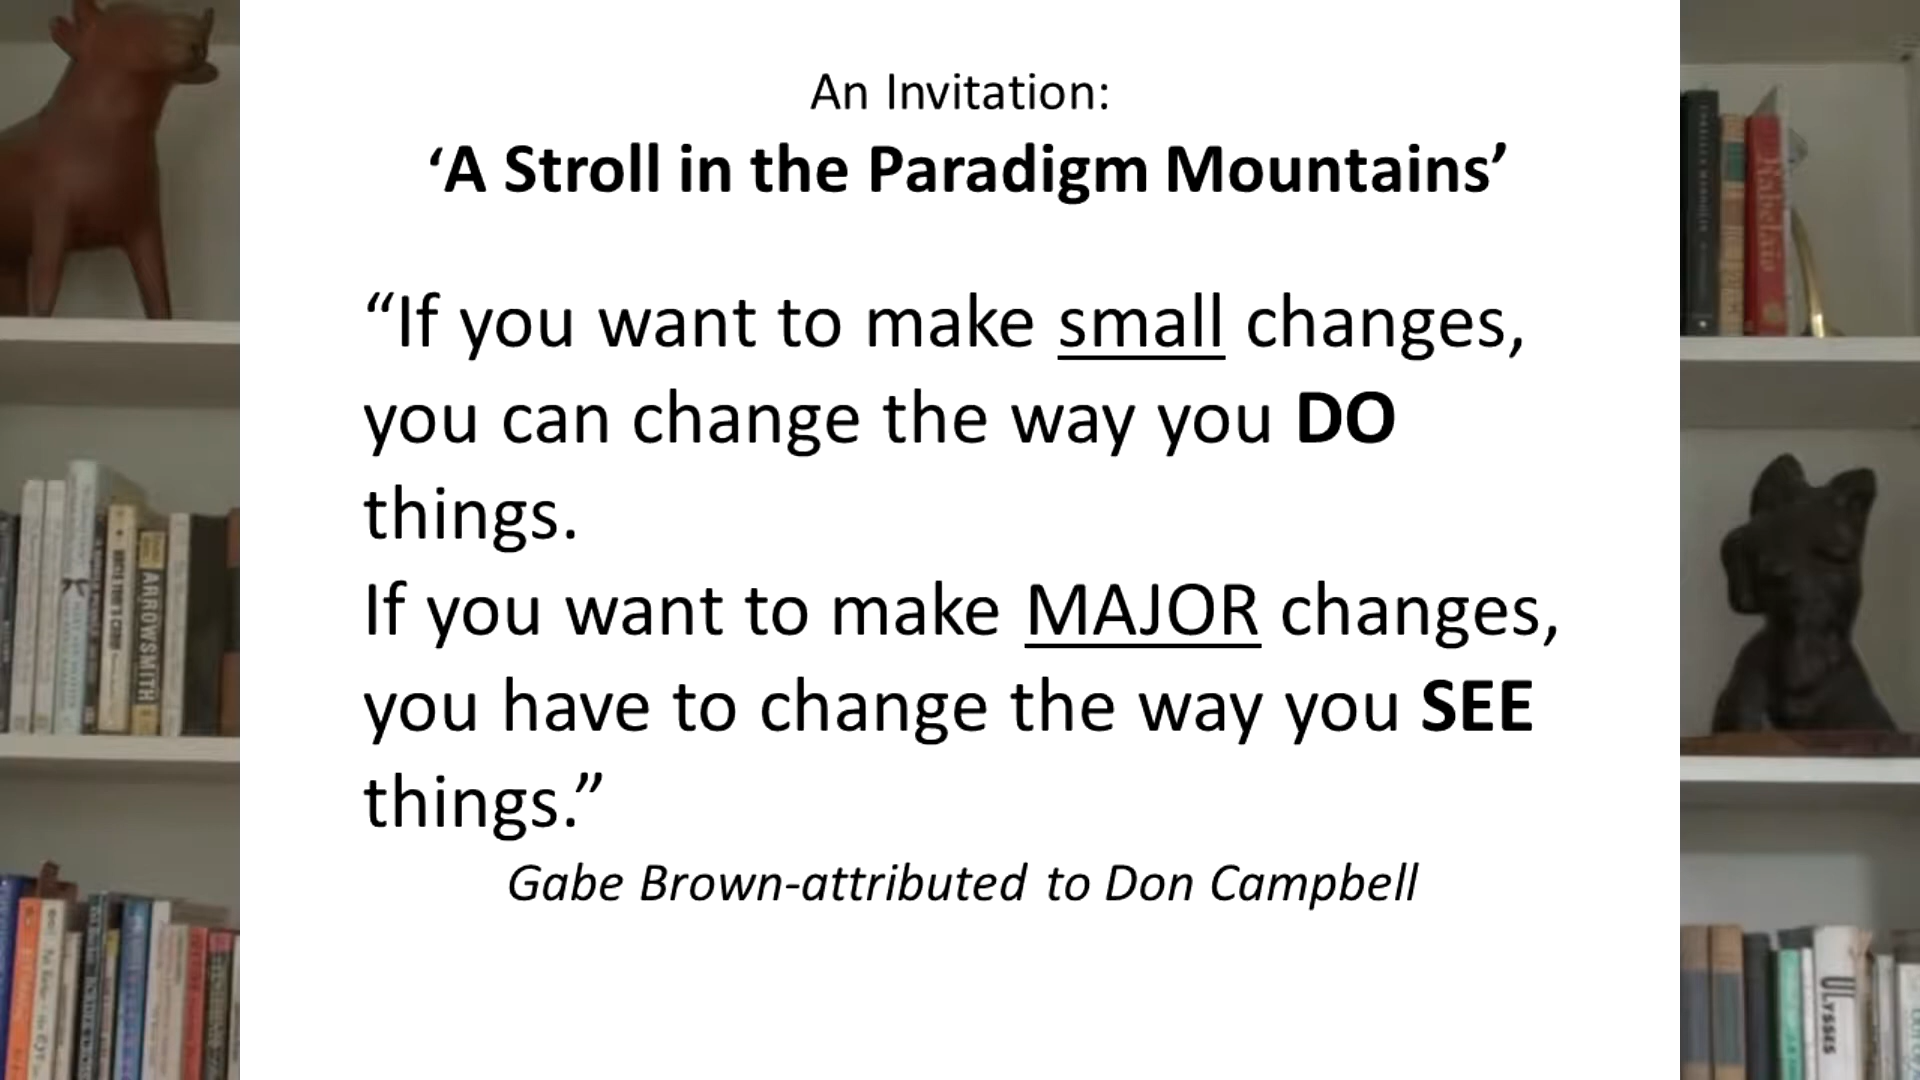 An Invitation:
‘A Stroll in the Paradigm Mountains’
“If you want to make small changes,
you can change the way you DO
things.
If you want to make MAJOR changes,
you have to change the way you SEE
things.”
Gabe Brown-attributed to Don Campbell
ARROWSMITH
Rabelais
ULYSSES